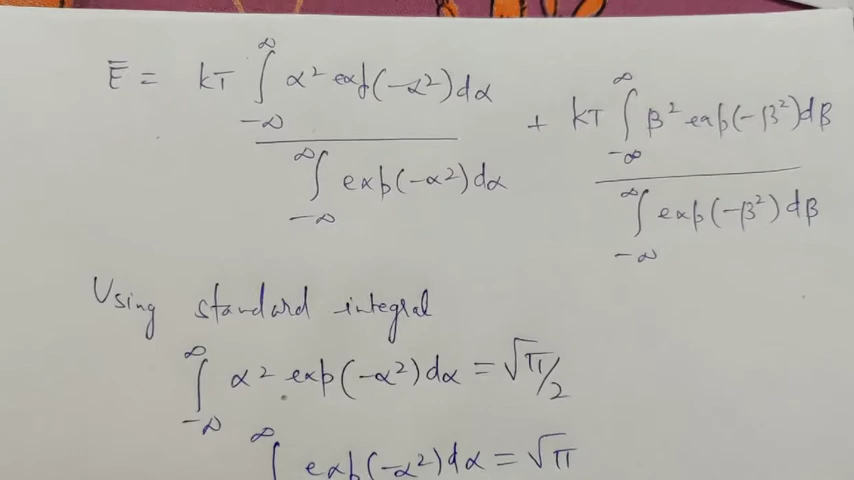 Ē = kT ∫_{-∞}^{∞} α² exp(-α²)dα / ∫_{-∞}^{∞} exp(-α²)dα + kT ∫_{-∞}^{∞} β² exp(-β²)dβ / ∫_{-∞}^{∞} exp(-β²)dβ
Using standard integral
∫_{-∞}^{∞} α² exp(-α²)dα = √π/2
∫^{∞} exp(-α²)dα = √π